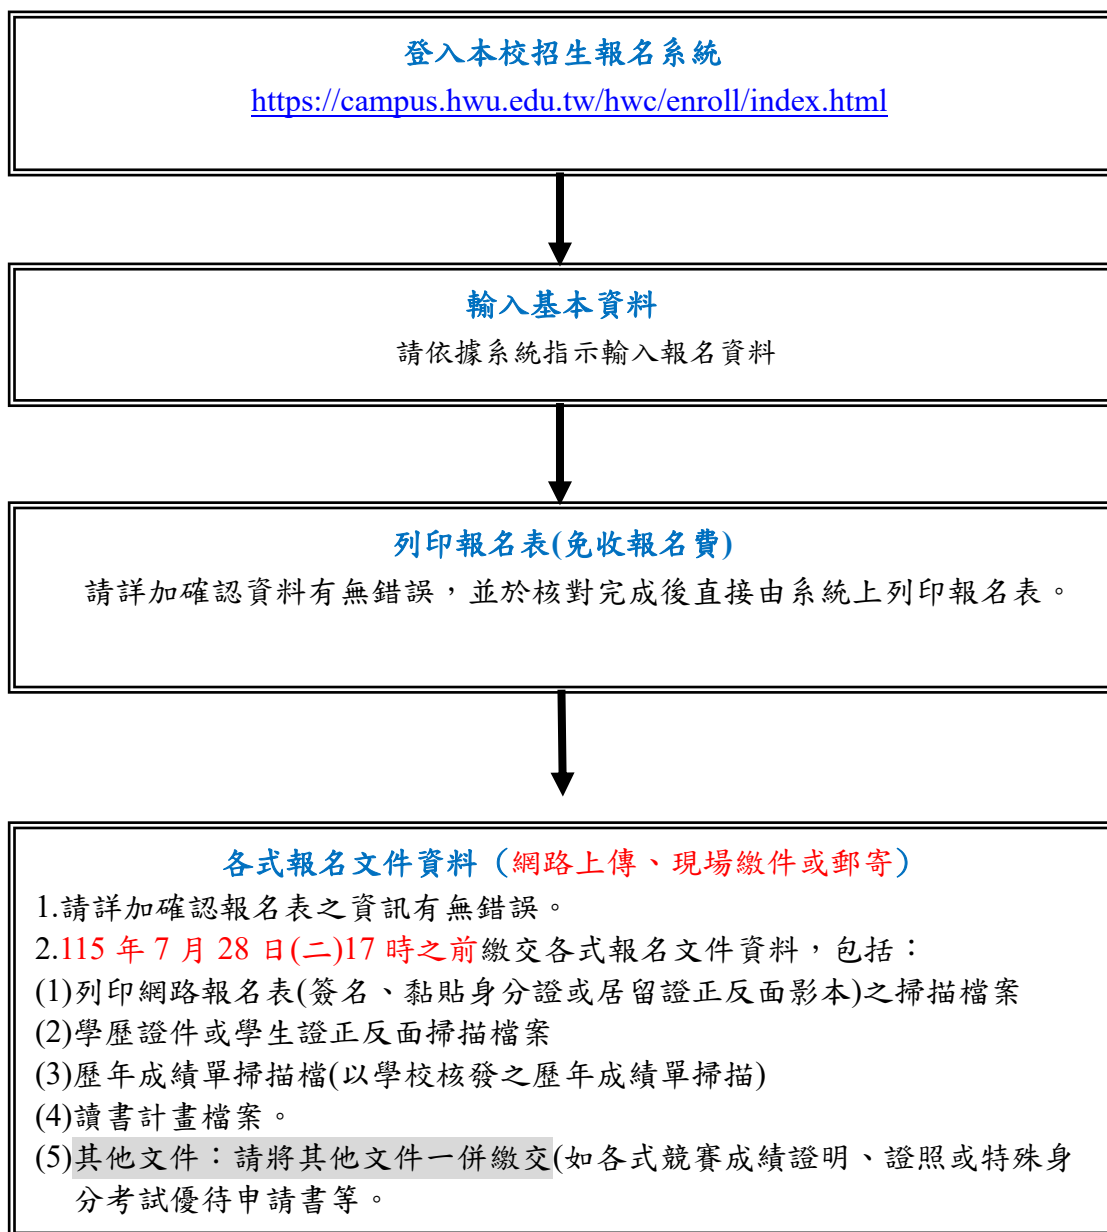 登入本校招生報名系統
https://campus.hwu.edu.tw/hwc/enroll/index.html
輸入基本資料
請依據系統指示輸入報名資料
列印報名表(免收報名費)
請詳加確認資料有無錯誤，並於核對完成後直接由系統上列印報名表。
各式報名文件資料（網路上傳、現場繳件或郵寄）
1.請詳加確認報名表之資訊有無錯誤。
2.115 年 7 月 28 日(二)17 時之前繳交各式報名文件資料，包括：
(1)列印網路報名表(簽名、黏貼身分證或居留證正反面影本)之掃描檔案
(2)學歷證件或學生證正反面掃描檔案
(3)歷年成績單掃描檔(以學校核發之歷年成績單掃描)
(4)讀書計畫檔案。
(5)其他文件：請將其他文件一併繳交(如各式競賽成績證明、證照或特殊身
分考試優待申請書等。